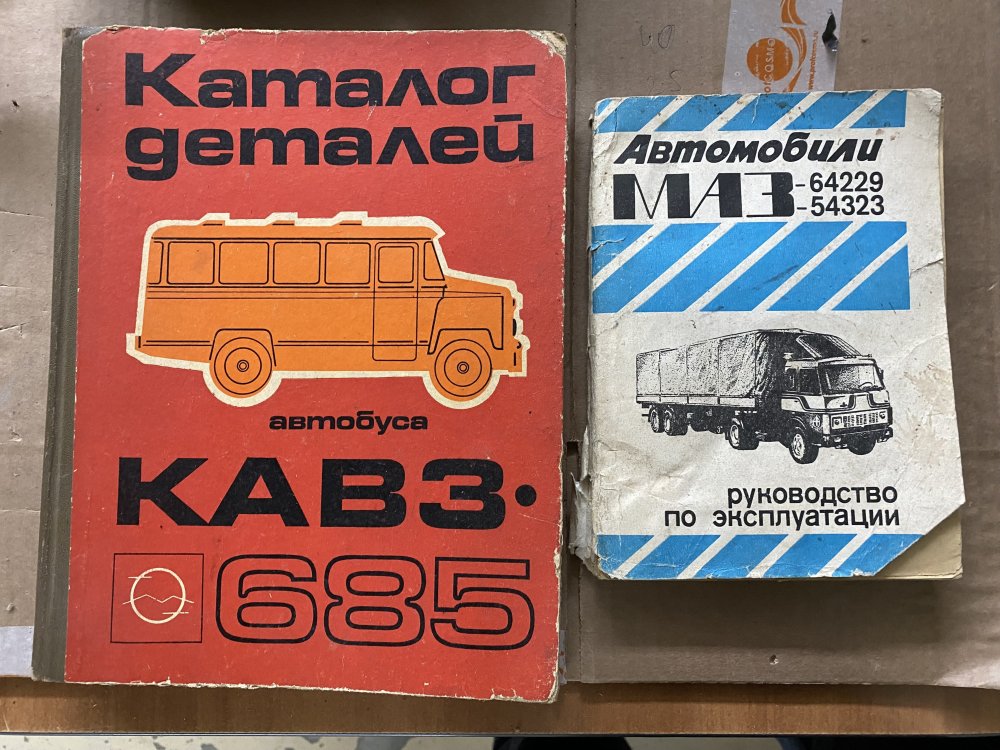 Каталог
деталей
автобуса
КАВЗ·
685
Автомобили
МАЗ-64229
-54323
руководство
по эксплуатации